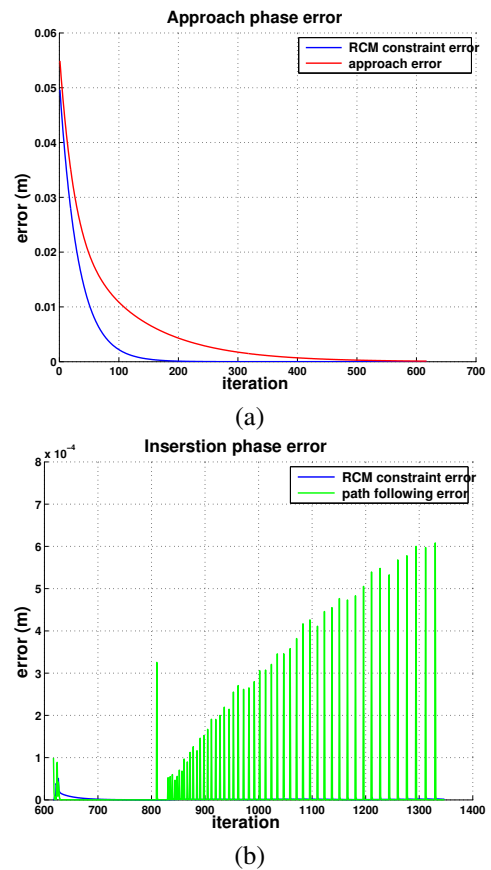 Approach phase error
0.06
RCM constraint error
approach error
0.05
0.04
0.03
0.02
0.01
0
error (m)
0 100 200 300 400 500 600 700
iteration
(a)
Inserstion phase error
x 10⁻⁴
8
RCM constraint error
path following error
7
6
5
4
3
2
1
0
error (m)
600 700 800 900 1000 1100 1200 1300 1400
iteration
(b)